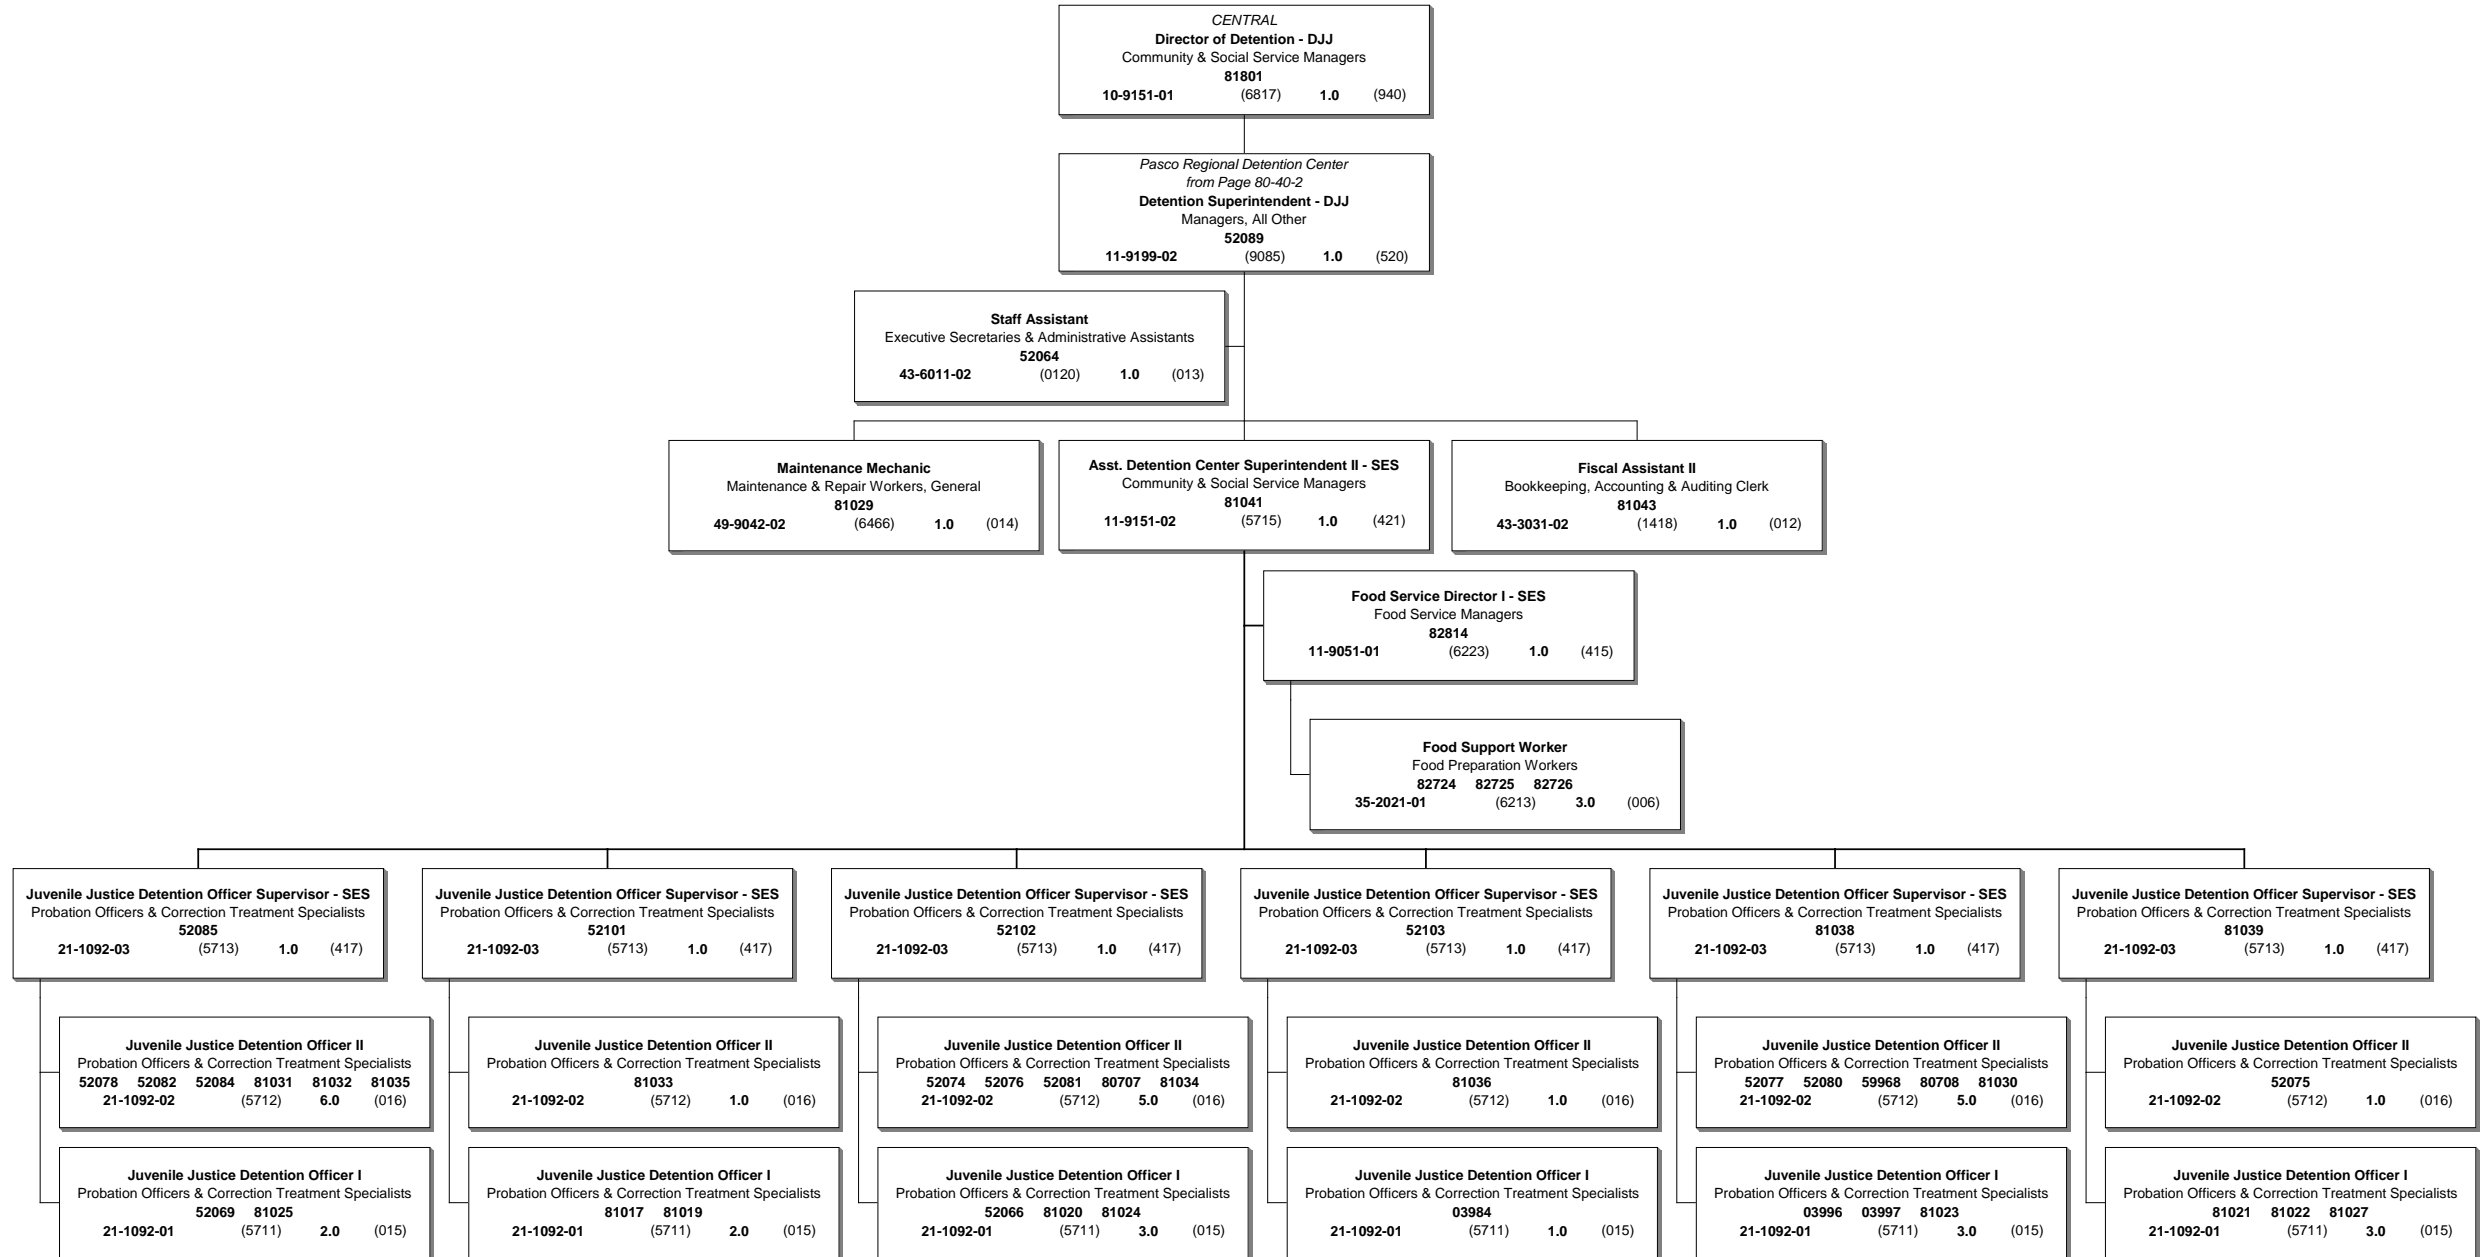 CENTRAL
Director of Detention - DJJ
Community & Social Service Managers
81801
10-9151-01 (6817) 1.0 (940)
Pasco Regional Detention Center
from Page 80-40-2
Detention Superintendent - DJJ
Managers, All Other
52089
11-9199-02 (9085) 1.0 (520)
Staff Assistant
Executive Secretaries & Administrative Assistants
52064
43-6011-02 (0120) 1.0 (013)
Maintenance Mechanic
Maintenance & Repair Workers, General
81029
49-9042-02 (6466) 1.0 (014)
Asst. Detention Center Superintendent II - SES
Community & Social Service Managers
81041
11-9151-02 (5715) 1.0 (421)
Fiscal Assistant II
Bookkeeping, Accounting & Auditing Clerk
81043
43-3031-02 (1418) 1.0 (012)
Food Service Director I - SES
Food Service Managers
82814
11-9051-01 (6223) 1.0 (415)
Food Support Worker
Food Preparation Workers
82724 82725 82726
35-2021-01 (6213) 3.0 (006)
Juvenile Justice Detention Officer Supervisor - SES
Probation Officers & Correction Treatment Specialists
52085
21-1092-03 (5713) 1.0 (417)
Juvenile Justice Detention Officer Supervisor - SES
Probation Officers & Correction Treatment Specialists
52101
21-1092-03 (5713) 1.0 (417)
Juvenile Justice Detention Officer Supervisor - SES
Probation Officers & Correction Treatment Specialists
52102
21-1092-03 (5713) 1.0 (417)
Juvenile Justice Detention Officer Supervisor - SES
Probation Officers & Correction Treatment Specialists
52103
21-1092-03 (5713) 1.0 (417)
Juvenile Justice Detention Officer Supervisor - SES
Probation Officers & Correction Treatment Specialists
81038
21-1092-03 (5713) 1.0 (417)
Juvenile Justice Detention Officer Supervisor - SES
Probation Officers & Correction Treatment Specialists
81039
21-1092-03 (5713) 1.0 (417)
Juvenile Justice Detention Officer II
Probation Officers & Correction Treatment Specialists
52078 52082 52084 81031 81032 81035
21-1092-02 (5712) 6.0 (016)
Juvenile Justice Detention Officer II
Probation Officers & Correction Treatment Specialists
81033
21-1092-02 (5712) 1.0 (016)
Juvenile Justice Detention Officer II
Probation Officers & Correction Treatment Specialists
52074 52076 52081 80707 81034
21-1092-02 (5712) 5.0 (016)
Juvenile Justice Detention Officer II
Probation Officers & Correction Treatment Specialists
81036
21-1092-02 (5712) 1.0 (016)
Juvenile Justice Detention Officer II
Probation Officers & Correction Treatment Specialists
52077 52080 59968 80708 81030
21-1092-02 (5712) 5.0 (016)
Juvenile Justice Detention Officer II
Probation Officers & Correction Treatment Specialists
52075
21-1092-02 (5712) 1.0 (016)
Juvenile Justice Detention Officer I
Probation Officers & Correction Treatment Specialists
52069 81025
21-1092-01 (5711) 2.0 (015)
Juvenile Justice Detention Officer I
Probation Officers & Correction Treatment Specialists
81017 81019
21-1092-01 (5711) 2.0 (015)
Juvenile Justice Detention Officer I
Probation Officers & Correction Treatment Specialists
52066 81020 81024
21-1092-01 (5711) 3.0 (015)
Juvenile Justice Detention Officer I
Probation Officers & Correction Treatment Specialists
03984
21-1092-01 (5711) 1.0 (015)
Juvenile Justice Detention Officer I
Probation Officers & Correction Treatment Specialists
03996 03997 81023
21-1092-01 (5711) 3.0 (015)
Juvenile Justice Detention Officer I
Probation Officers & Correction Treatment Specialists
81021 81022 81027
21-1092-01 (5711) 3.0 (015)